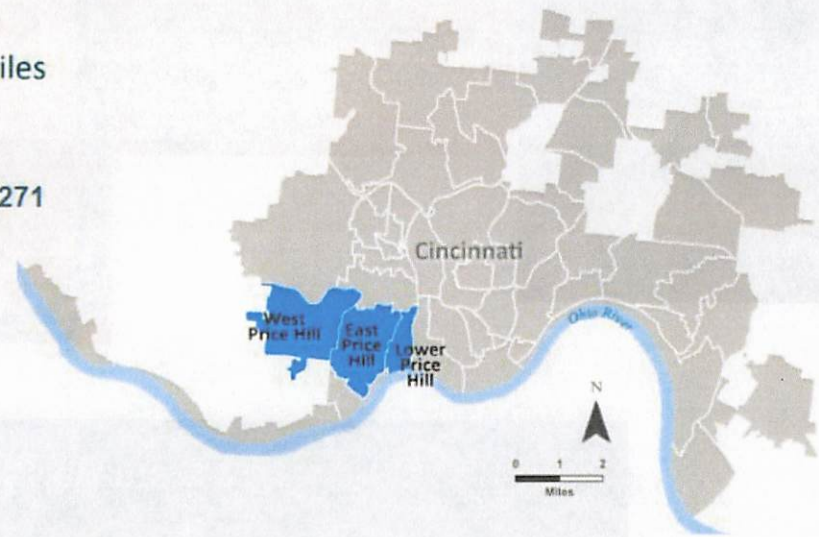 iles
271
Cincinnati
West
Price Hill
East
Price
Hill
Lower
Price
Hill
Ohio River
N
0 1 2
Miles